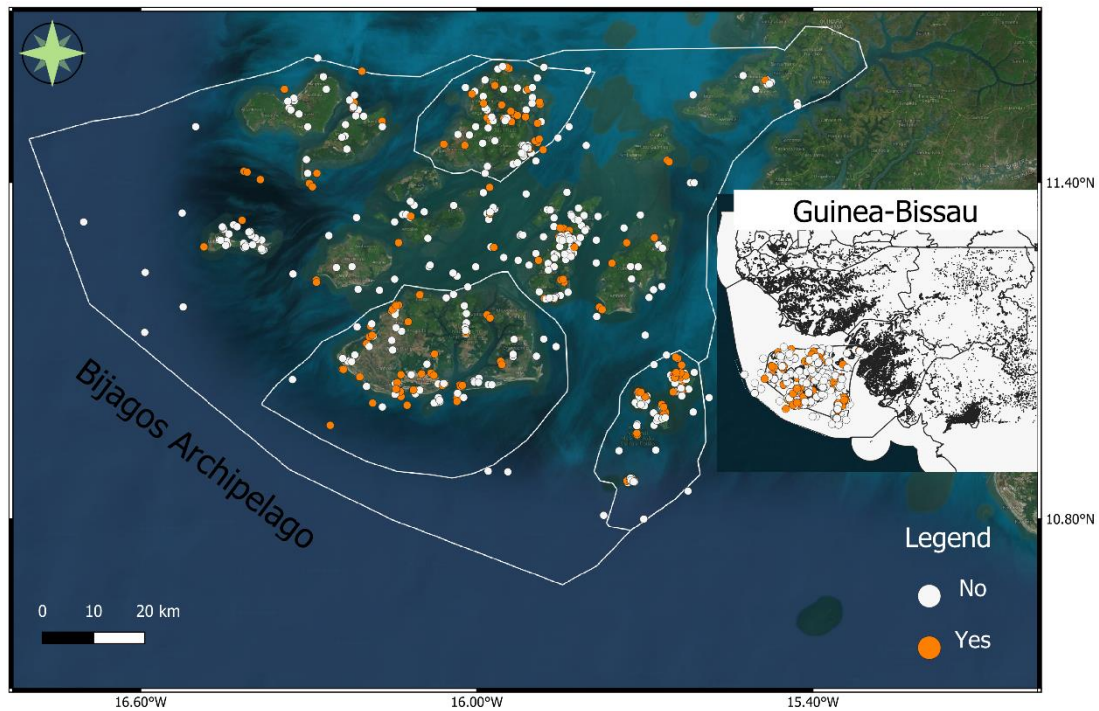 Guinea-Bissau
11.40°N
Bijagos Archipelago
10.80°N
Legend
No
Yes
0 10 20 km
16.60°W 16.00°W 15.40°W